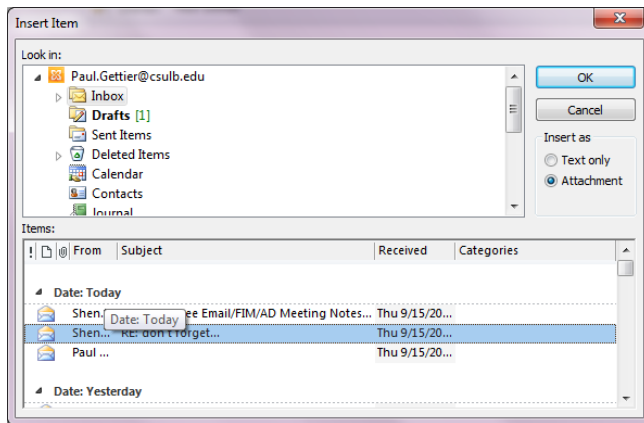 Insert Item
Look in:
Paul.Gettier@csulb.edu
Inbox
Drafts [1]
Sent Items
Deleted Items
Calendar
Contacts
Journal
OK
Cancel
Insert as
Text only
Attachment
Items:
! From Subject Received Categories
Date: Today
Shen... ee Email/FIM/AD Meeting Notes... Thu 9/15/20...
Date: Today
Shen... RE: don't forget... Thu 9/15/20...
Paul ... Thu 9/15/20...
Date: Yesterday